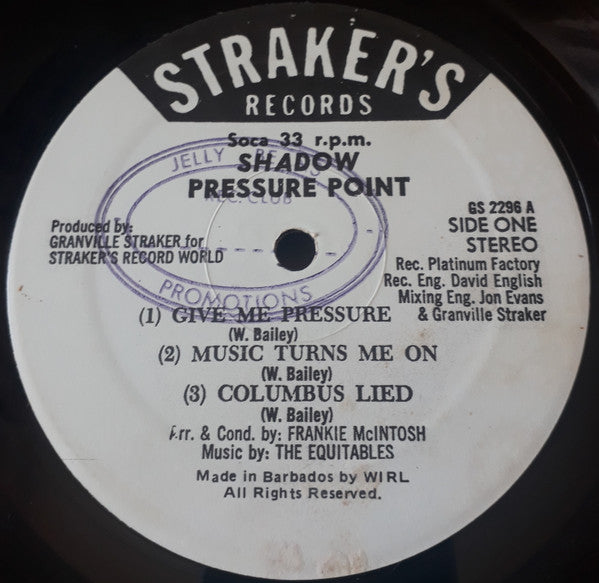 STRAKER'S
RECORDS
Soca 33 r.p.m.
SHADOW
PRESSURE POINT
JELLY
REC. CLUB
PROMOTIONS
Produced by:
GRANVILLE STRAKER for
STRAKER'S RECORD WORLD
GS 2296 A
SIDE ONE
STEREO
Rec. Platinum Factory
Rec. Eng. David English
Mixing Eng. Jon Evans
& Granville Straker
(1) GIVE ME PRESSURE
(W. Bailey)
(2) MUSIC TURNS ME ON
(W. Bailey)
(3) COLUMBUS LIED
(W. Bailey)
Arr. & Cond. by: FRANKIE McINTOSH
Music by: THE EQUITABLES
Made in Barbados by WIRL
All Rights Reserved.